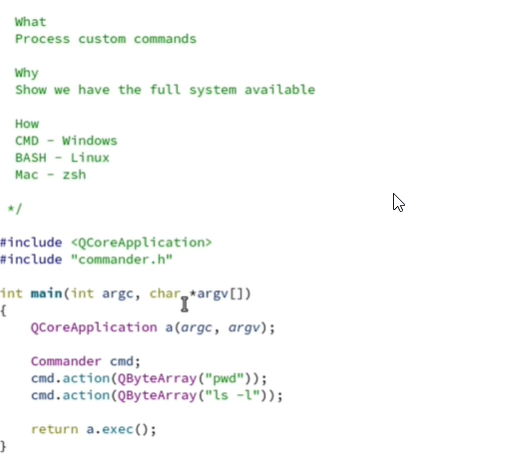 What
Process custom commands
Why
Show we have the full system available
How
CMD - Windows
BASH - Linux
Mac - zsh
*/
#include <QCoreApplication>
#include "commander.h"
int main(int argc, char *argv[])
{
QCoreApplication a(argc, argv);
Commander cmd;
cmd.action(QByteArray("pwd"));
cmd.action(QByteArray("ls -l"));
return a.exec();
}